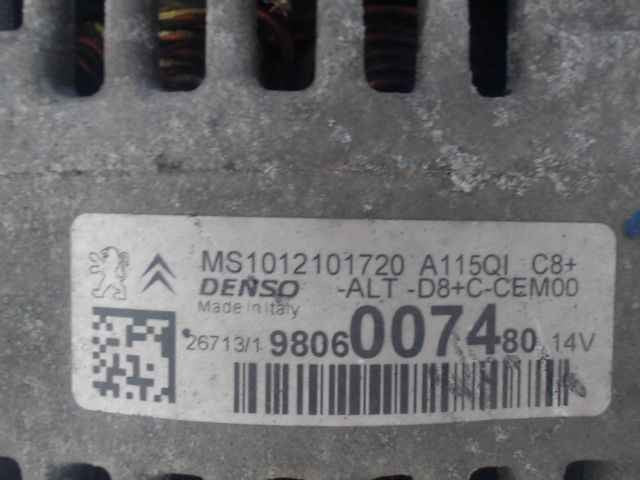 MS1012101720 A115QI C8+
DENSO -ALT -D8+C-CEM00
Made in Italy
26713/1 9806007480 14V